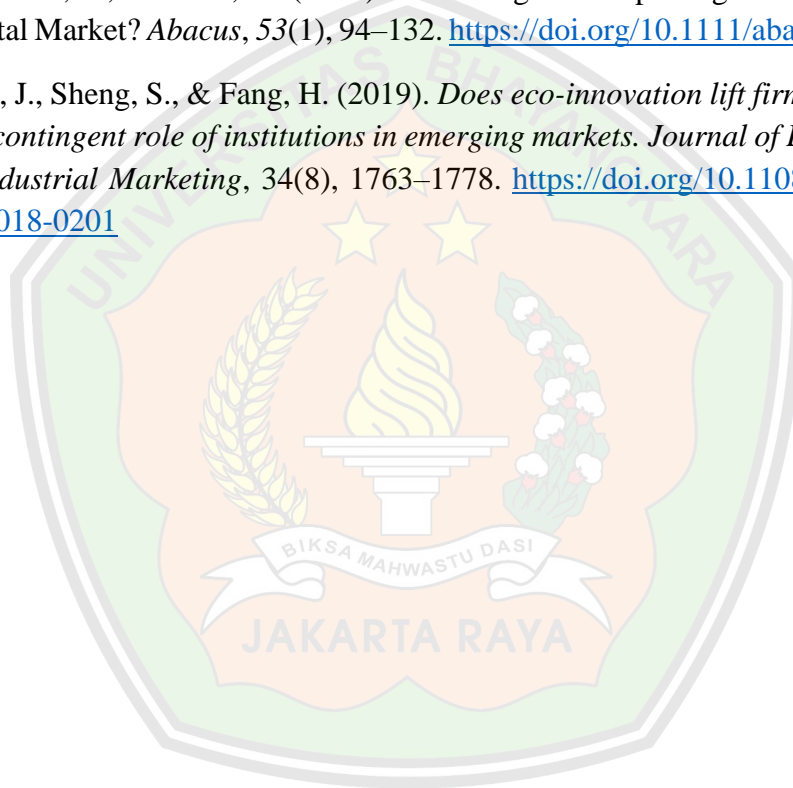 tal Market? Abacus, 53(1), 94–132. https://doi.org/10.1111/aba
, J., Sheng, S., & Fang, H. (2019). Does eco-innovation lift firm
contingent role of institutions in emerging markets. Journal of
dustrial Marketing, 34(8), 1763–1778. https://doi.org/10.1108
018-0201
UNIVERSITAS BHAYANGKARA
BIKSA MAHWASTU DASI
JAKARTA RAYA